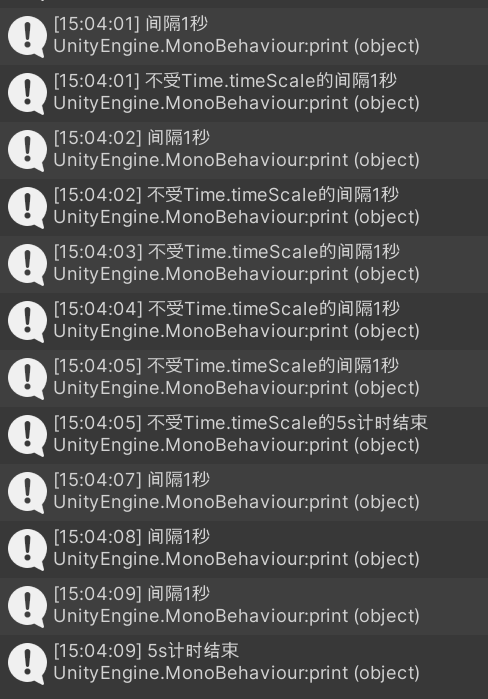 [15:04:01] 间隔1秒
UnityEngine.MonoBehaviour:print (object)
[15:04:01] 不受Time.timeScale的间隔1秒
UnityEngine.MonoBehaviour:print (object)
[15:04:02] 间隔1秒
UnityEngine.MonoBehaviour:print (object)
[15:04:02] 不受Time.timeScale的间隔1秒
UnityEngine.MonoBehaviour:print (object)
[15:04:03] 不受Time.timeScale的间隔1秒
UnityEngine.MonoBehaviour:print (object)
[15:04:04] 不受Time.timeScale的间隔1秒
UnityEngine.MonoBehaviour:print (object)
[15:04:05] 不受Time.timeScale的间隔1秒
UnityEngine.MonoBehaviour:print (object)
[15:04:05] 不受Time.timeScale的5s计时结束
UnityEngine.MonoBehaviour:print (object)
[15:04:07] 间隔1秒
UnityEngine.MonoBehaviour:print (object)
[15:04:08] 间隔1秒
UnityEngine.MonoBehaviour:print (object)
[15:04:09] 间隔1秒
UnityEngine.MonoBehaviour:print (object)
[15:04:09] 5s计时结束
UnityEngine.MonoBehaviour:print (object)